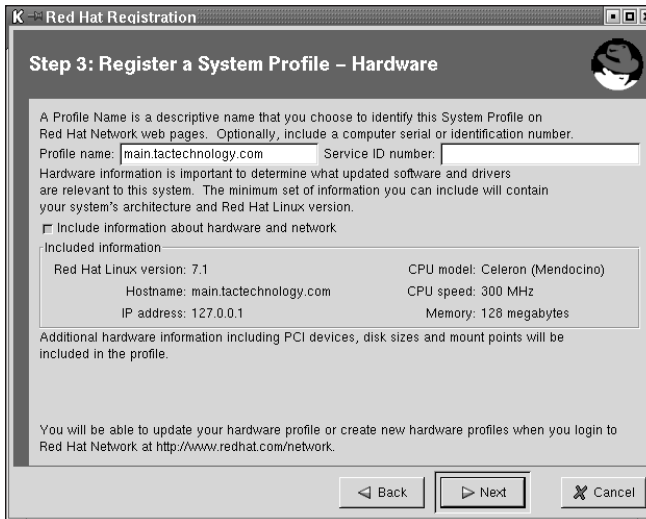 Red Hat Registration
Step 3: Register a System Profile – Hardware
A Profile Name is a descriptive name that you choose to identify this System Profile on
Red Hat Network web pages. Optionally, include a computer serial or identification number.
Profile name: main.tactechnology.com Service ID number:
Hardware information is important to determine what updated software and drivers
are relevant to this system. The minimum set of information you can include will contain
your system's architecture and Red Hat Linux version.
Include information about hardware and network
Included information
Red Hat Linux version: 7.1 CPU model: Celeron (Mendocino)
Hostname: main.tactechnology.com CPU speed: 300 MHz
IP address: 127.0.0.1 Memory: 128 megabytes
Additional hardware information including PCI devices, disk sizes and mount points will be
included in the profile.
You will be able to update your hardware profile or create new hardware profiles when you login to
Red Hat Network at http://www.redhat.com/network.
Back Next Cancel